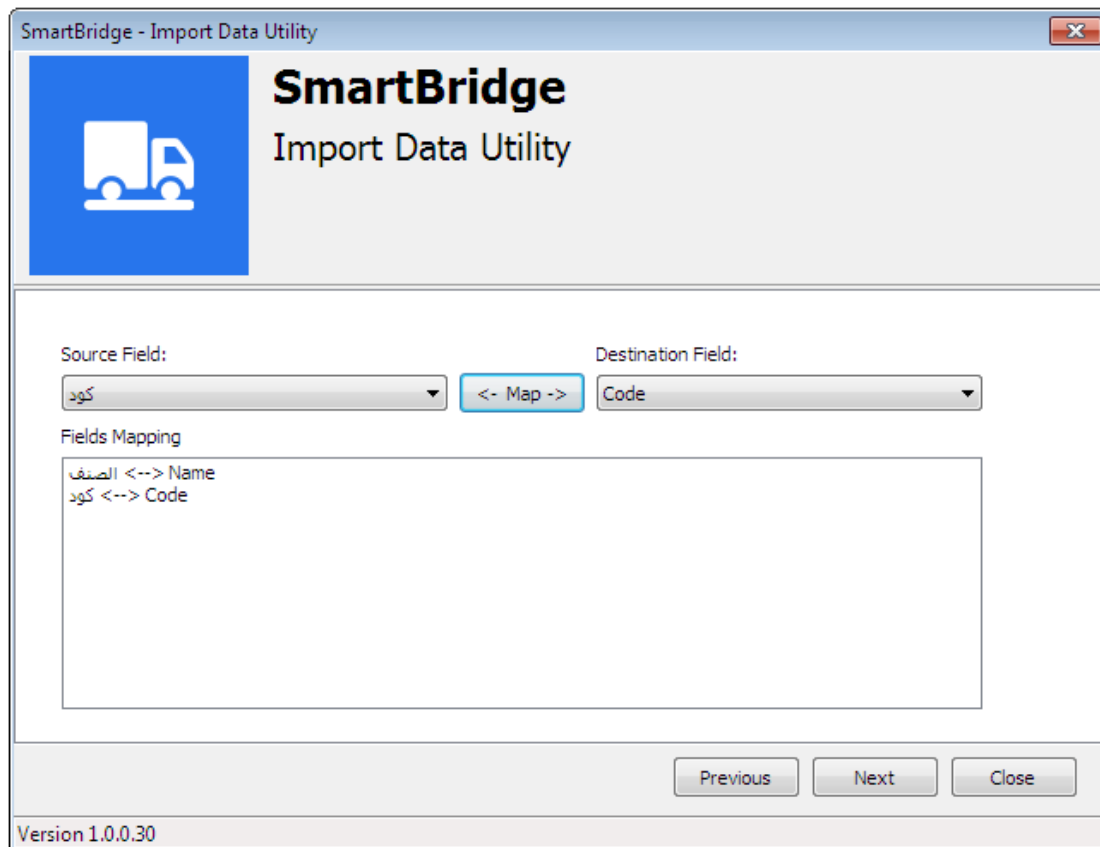 SmartBridge - Import Data Utility
SmartBridge
Import Data Utility
Source Field:
Destination Field:
كود
<- Map ->
Code
Fields Mapping
الصنف <--> Name
كود <--> Code
Previous
Next
Close
Version 1.0.0.30